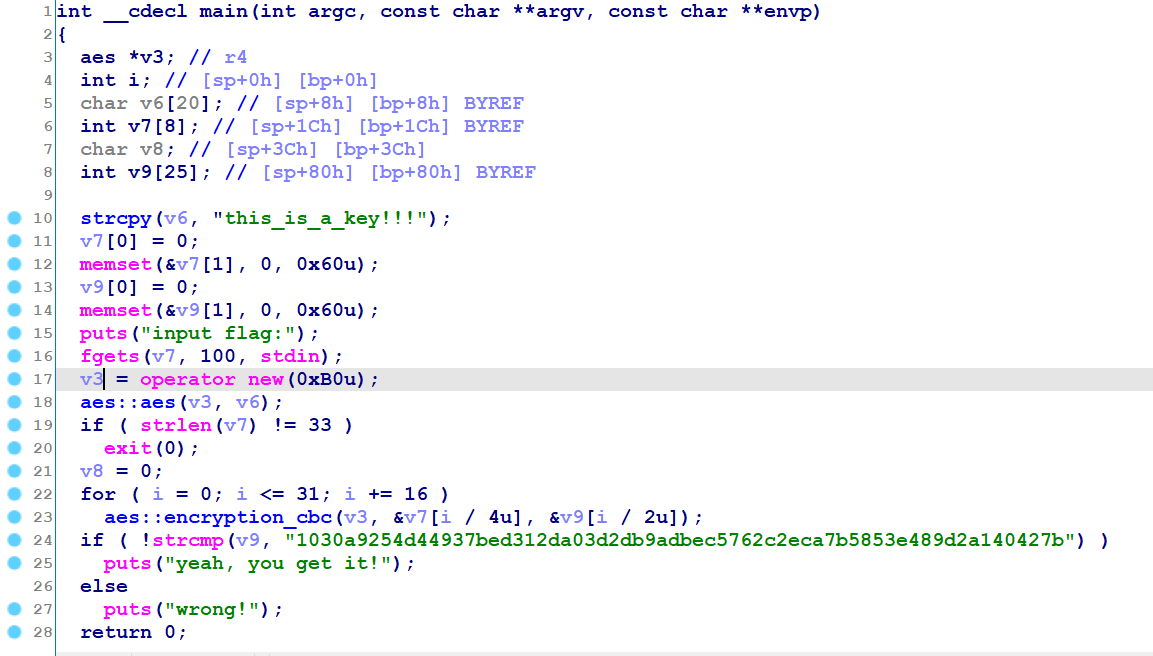 1 int __cdecl main(int argc, const char **argv, const char **envp)
2 {
3 aes *v3; // r4
4 int i; // [sp+0h] [bp+0h]
5 char v6[20]; // [sp+8h] [bp+8h] BYREF
6 int v7[8]; // [sp+1Ch] [bp+1Ch] BYREF
7 char v8; // [sp+3Ch] [bp+3Ch]
8 int v9[25]; // [sp+80h] [bp+80h] BYREF
9
10 strcpy(v6, "this_is_a_key!!!");
11 v7[0] = 0;
12 memset(&v7[1], 0, 0x60u);
13 v9[0] = 0;
14 memset(&v9[1], 0, 0x60u);
15 puts("input flag:");
16 fgets(v7, 100, stdin);
17 v3 = operator new(0xB0u);
18 aes::aes(v3, v6);
19 if ( strlen(v7) != 33 )
20 exit(0);
21 v8 = 0;
22 for ( i = 0; i <= 31; i += 16 )
23 aes::encryption_cbc(v3, &v7[i / 4u], &v9[i / 2u]);
24 if ( !strcmp(v9, "1030a9254d44937bed312da03d2db9adbec5762c2eca7b5853e489d2a140427b") )
25 puts("yeah, you get it!");
26 else
27 puts("wrong!");
28 return 0;